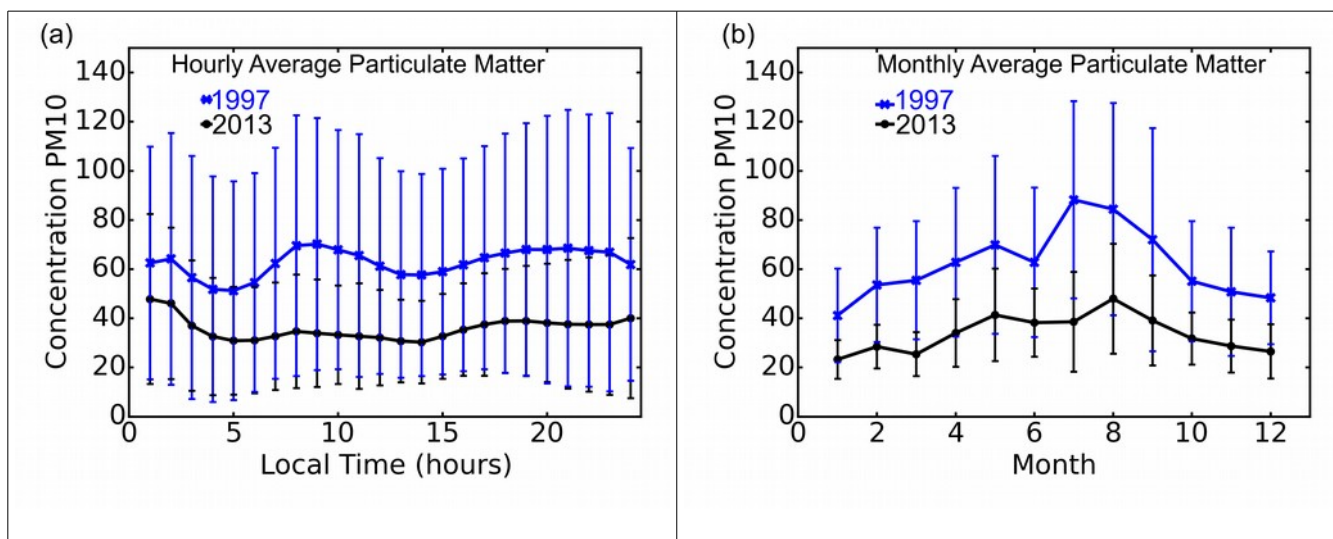 (a)
Hourly Average Particulate Matter
1997
2013
Concentration PM10
140
120
100
80
60
40
20
0
0 5 10 15 20
Local Time (hours)
(b)
Monthly Average Particulate Matter
1997
2013
Concentration PM10
140
120
100
80
60
40
20
0
0 2 4 6 8 10 12
Month